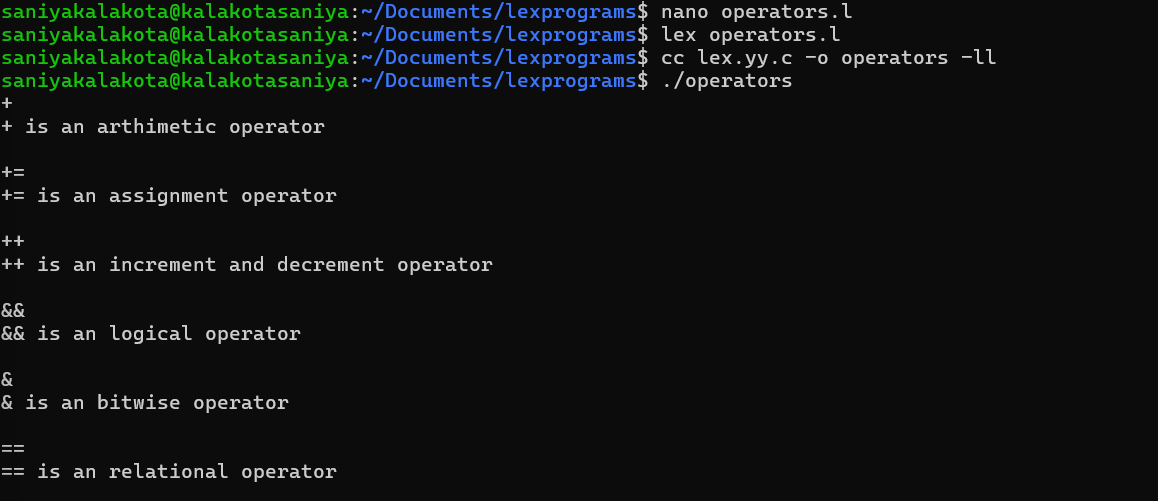 saniyakalakota@kalakotasaniya:~/Documents/lexprograms$ nano operators.l
saniyakalakota@kalakotasaniya:~/Documents/lexprograms$ lex operators.l
saniyakalakota@kalakotasaniya:~/Documents/lexprograms$ cc lex.yy.c -o operators -ll
saniyakalakota@kalakotasaniya:~/Documents/lexprograms$ ./operators
+
+ is an arthimetic operator
+=
+= is an assignment operator
++
++ is an increment and decrement operator
&&
&& is an logical operator
&
& is an bitwise operator
==
== is an relational operator